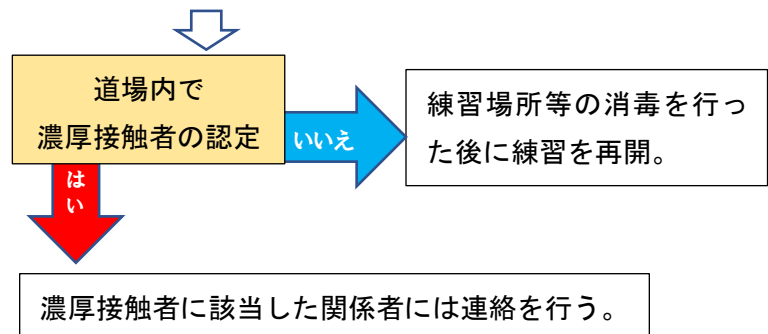 道場内で
濃厚接触者の認定
はい
いいえ
練習場所等の消毒を行っ
た後に練習を再開。
濃厚接触者に該当した関係者には連絡を行う。